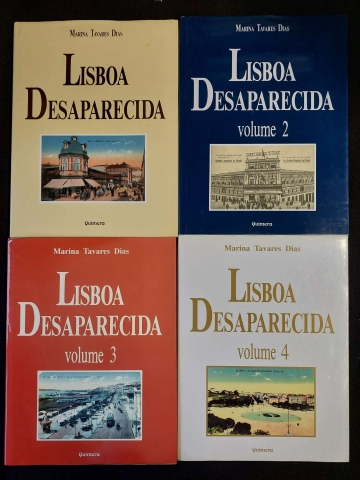 MARINA TAVARES DIAS
LISBOA
DESAPARECIDA
Quimera
MARINA TAVARES DIAS
LISBOA
DESAPARECIDA
volume 2
Quimera
Marina Tavares Dias
LISBOA
DESAPARECIDA
volume 3
Quimera
Marina Tavares Dias
LISBOA
DESAPARECIDA
volume 4
Quimera